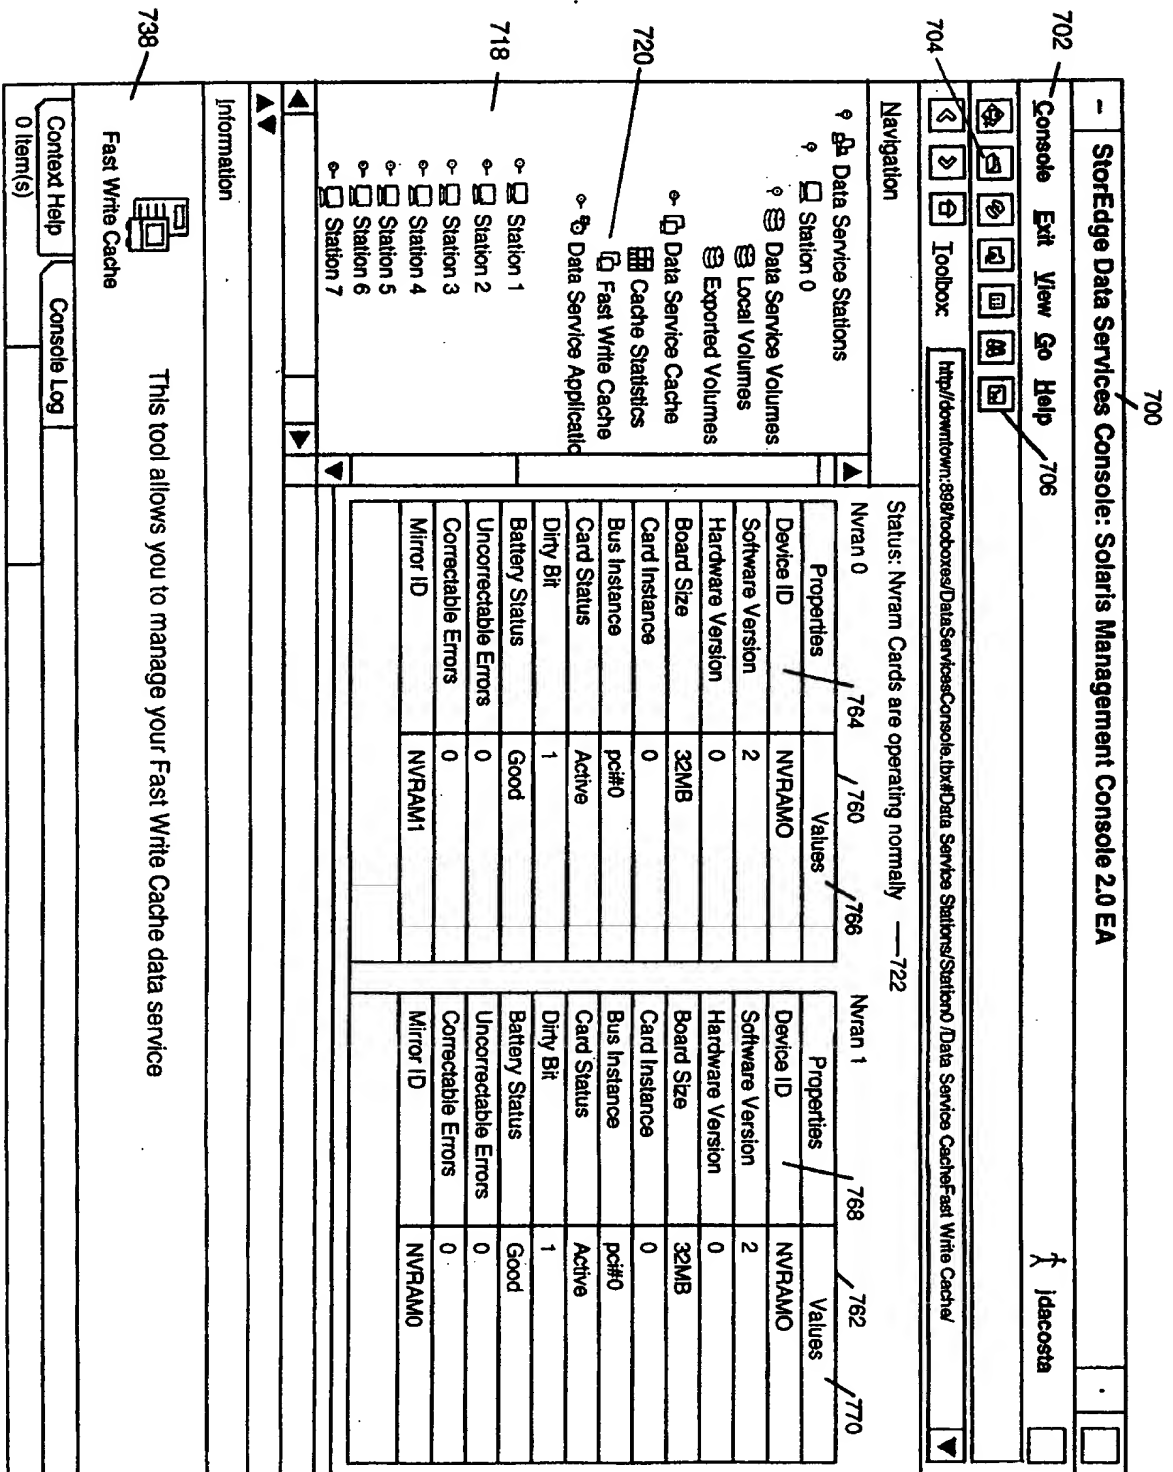 700
StorEdge Data Services Console: Solaris Management Console 2.0 EA
702
Console Exit View Go Help
jdacosta
704
706
Toolbox: http//downtown:898/tooboxes/DataServicesConsole.tbx#Data Service Stations/Station0 /Data Service CacheFast Write Cache/
Navigation
Data Service Stations
Station 0
Data Service Volumes
Local Volumes
Exported Volumes
Data Service Cache
Cache Statistics
720
Fast Write Cache
Data Service Applicatic
718
Station 1
Station 2
Station 3
Station 4
Station 5
Station 6
Station 7
Status: Nvram Cards are operating normally 722
Nvran 0
764
760
766
Properties Values
Device ID NVRAMO
Software Version 2
Hardware Version 0
Board Size 32MB
Card Instance 0
Bus Instance pci#0
Card Status Active
Dirty Bit 1
Battery Status Good
Uncorrectable Errors 0
Correctable Errors 0
Mirror ID NVRAM1
Nvran 1
768
762
770
Properties Values
Device ID NVRAMO
Software Version 2
Hardware Version 0
Board Size 32MB
Card Instance 0
Bus Instance pci#0
Card Status Active
Dirty Bit 1
Battery Status Good
Uncorrectable Errors 0
Correctable Errors 0
Mirror ID NVRAM0
Information
738
Fast Write Cache
This tool allows you to manage your Fast Write Cache data service
Context Help Console Log
0 Item(s)